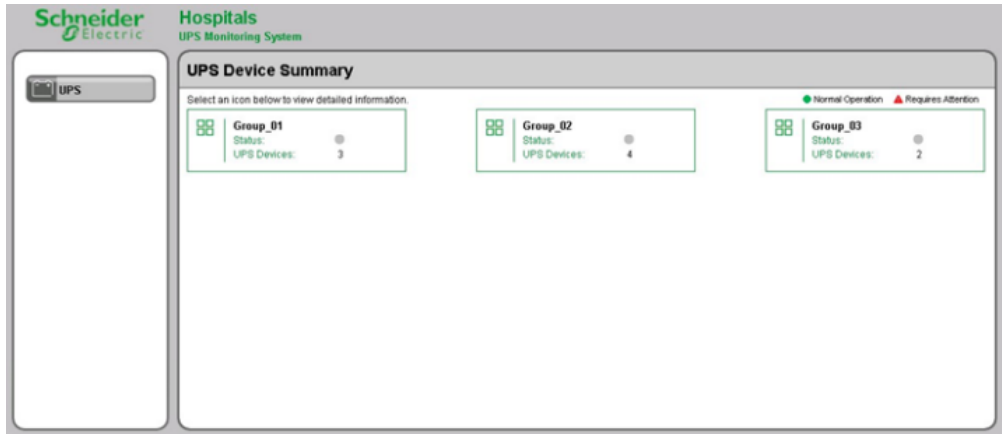 Schneider Electric
Hospitals
UPS Monitoring System
UPS
UPS Device Summary
Select an icon below to view detailed information.
Normal Operation Requires Attention
Group_01
Status:
UPS Devices: 3
Group_02
Status:
UPS Devices: 4
Group_03
Status:
UPS Devices: 2